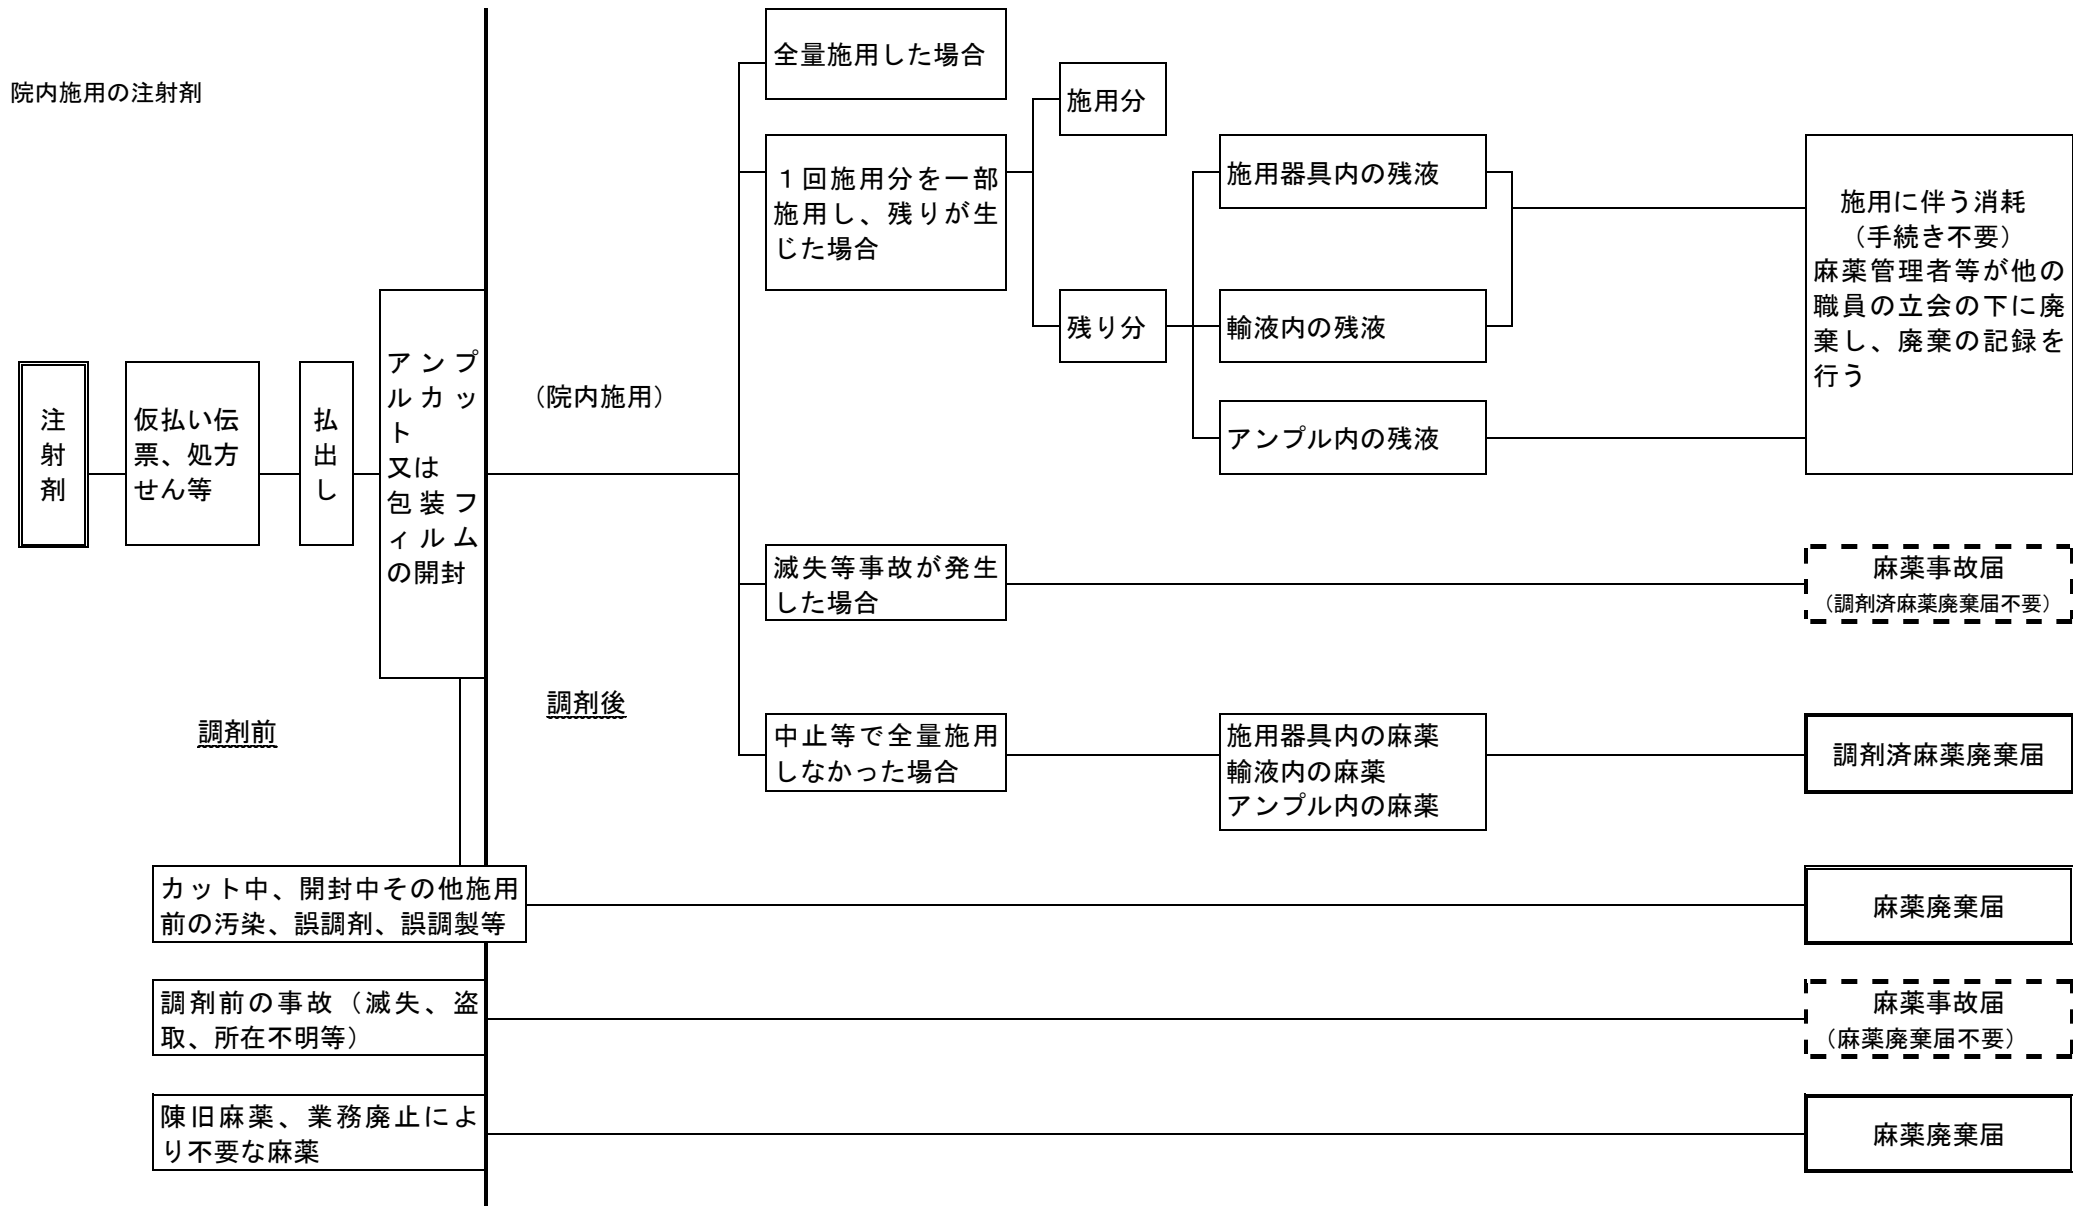 院内施用の注射剤
注
射
剤
仮払い伝
票、処方
せん等
払
出
し
アンプ
ルカッ
ト
又は
包装フ
ィルム
の開封
（院内施用）
調剤前
調剤後
全量施用した場合
１回施用分を一部
施用し、残りが生
じた場合
施用分
残り分
施用器具内の残液
輸液内の残液
アンプル内の残液
施用に伴う消耗
（手続き不要）
麻薬管理者等が他の
職員の立会の下に廃
棄し、廃棄の記録を
行う
滅失等事故が発生
した場合
麻薬事故届
（調剤済麻薬廃棄届不要）
中止等で全量施用
しなかった場合
施用器具内の麻薬
輸液内の麻薬
アンプル内の麻薬
調剤済麻薬廃棄届
カット中、開封中その他施用
前の汚染、誤調剤、誤調製等
麻薬廃棄届
調剤前の事故（滅失、盗
取、所在不明等）
麻薬事故届
（麻薬廃棄届不要）
陳旧麻薬、業務廃止によ
り不要な麻薬
麻薬廃棄届